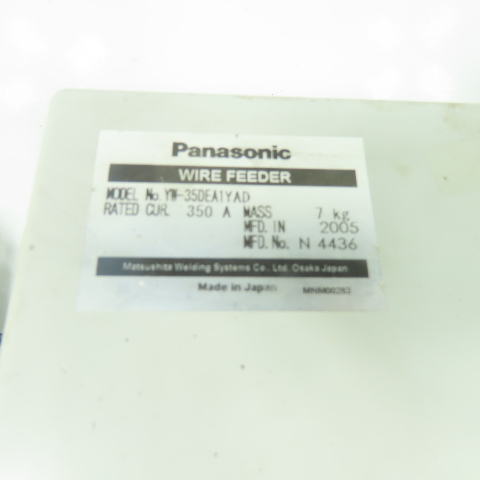 Panasonic
WIRE FEEDER
MODEL No. YW-35DEA1YAD
RATED CUR. 350 A MASS 7 kg
MFD. IN 2005
MFD. No. N 4436
Matsushita Welding Systems Co., Ltd. Osaka Japan
Made in Japan MNM00283